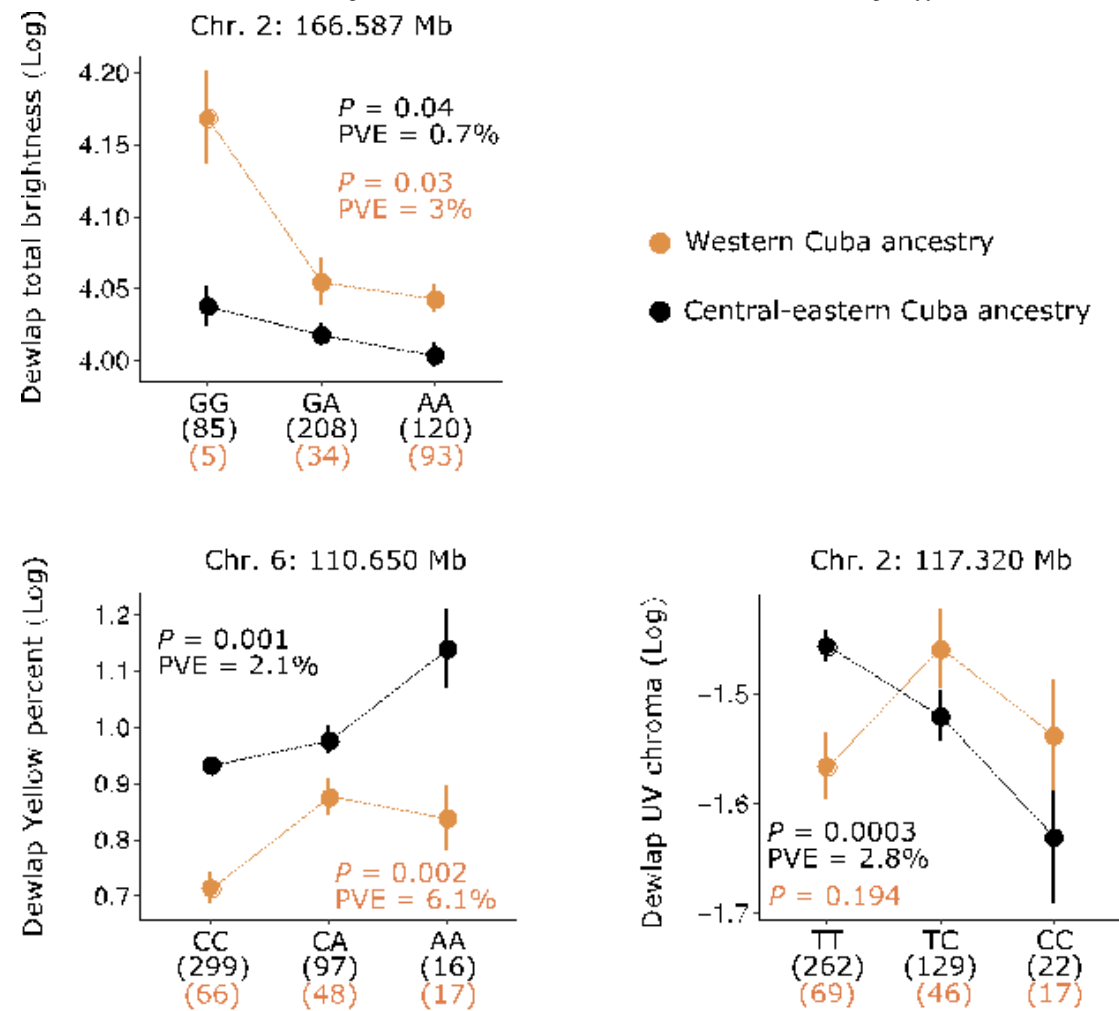 Chr. 2: 166.587 Mb
Dewlap total brightness (Log)
4.20
4.15
4.10
4.05
4.00
P = 0.04
PVE = 0.7%
P = 0.03
PVE = 3%
GG GA AA
(85) (208) (120)
(5) (34) (93)
Western Cuba ancestry
Central-eastern Cuba ancestry
Chr. 6: 110.650 Mb
Dewlap Yellow percent (Log)
1.2
1.1
1.0
0.9
0.8
0.7
P = 0.001
PVE = 2.1%
P = 0.002
PVE = 6.1%
CC CA AA
(299) (97) (16)
(66) (48) (17)
Chr. 2: 117.320 Mb
Dewlap UV chroma (Log)
−1.5
−1.6
−1.7
P = 0.0003
PVE = 2.8%
P = 0.194
TT TC CC
(262) (129) (22)
(69) (46) (17)